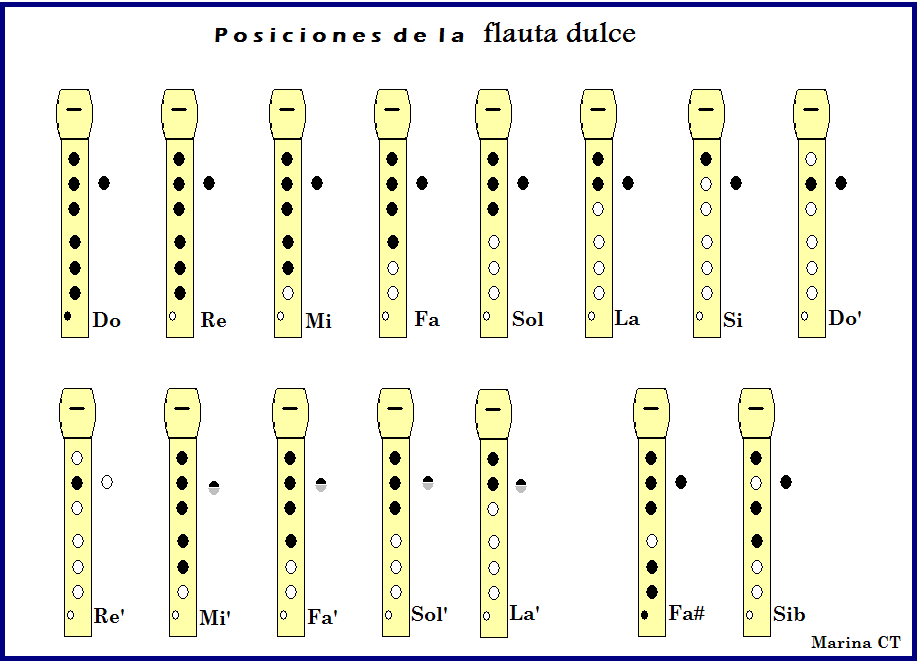 Posiciones de la flauta dulce
Do Re Mi Fa Sol La Si Do'
Re' Mi' Fa' Sol' La' Fa# Sib
Marina CT